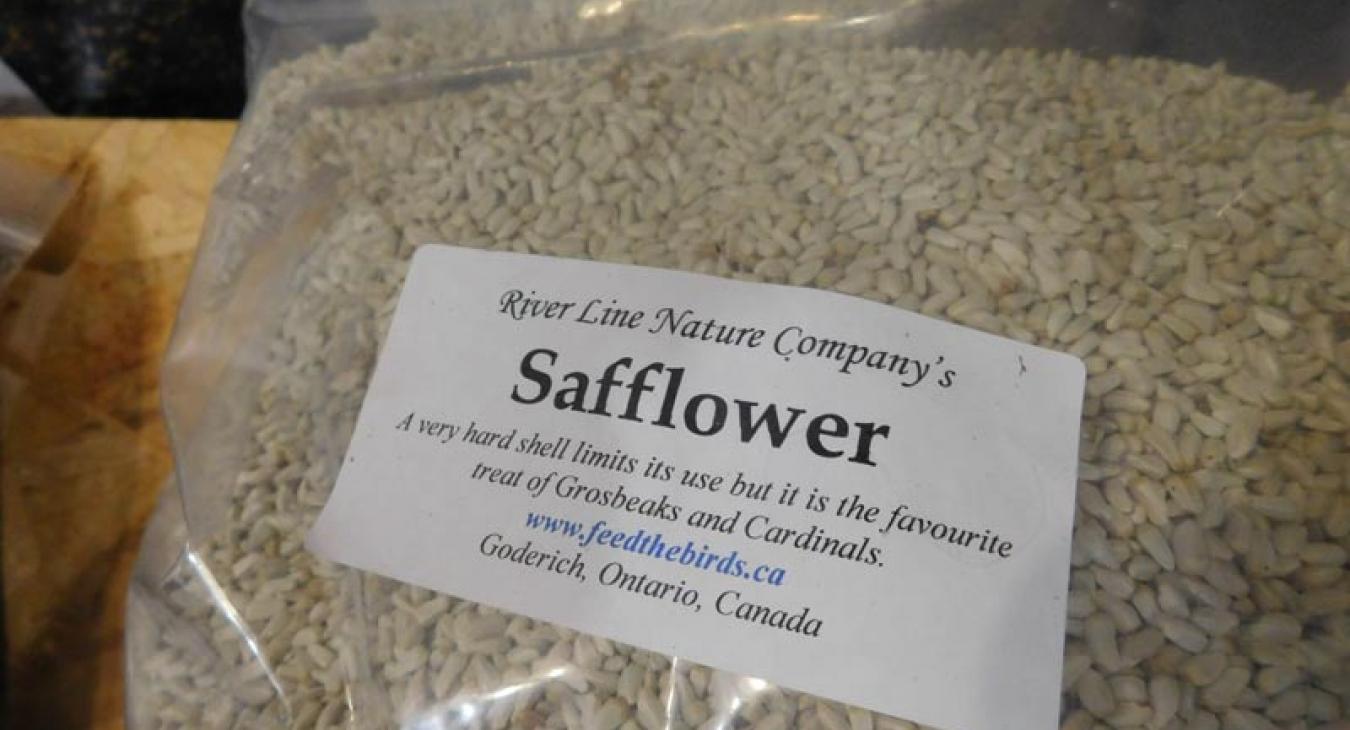 River Line Nature Company's
Safflower
A very hard shell limits its use but it is the favourite
treat of Grosbeaks and Cardinals.
www.feedthebirds.ca
Goderich, Ontario, Canada